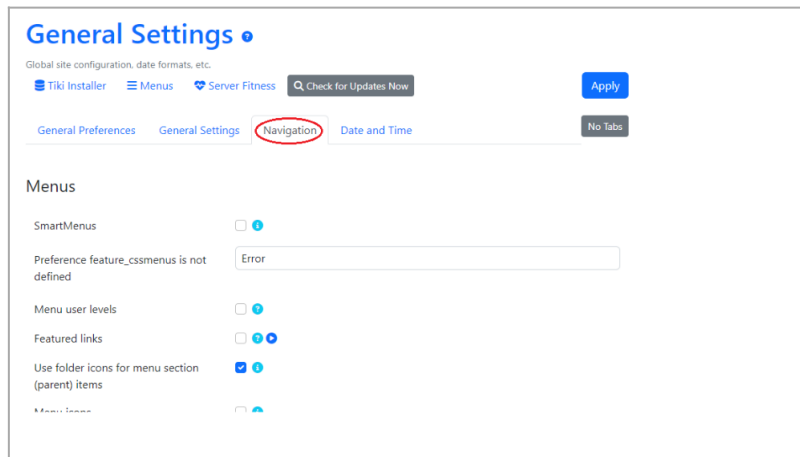 General Settings
Global site configuration, date formats, etc.
Tiki Installer Menus Server Fitness Check for Updates Now Apply
General Preferences General Settings Navigation Date and Time No Tabs
Menus
SmartMenus
Preference feature_cssmenus is not Error
defined
Menu user levels
Featured links
Use folder icons for menu section
(parent) items
Menu icons